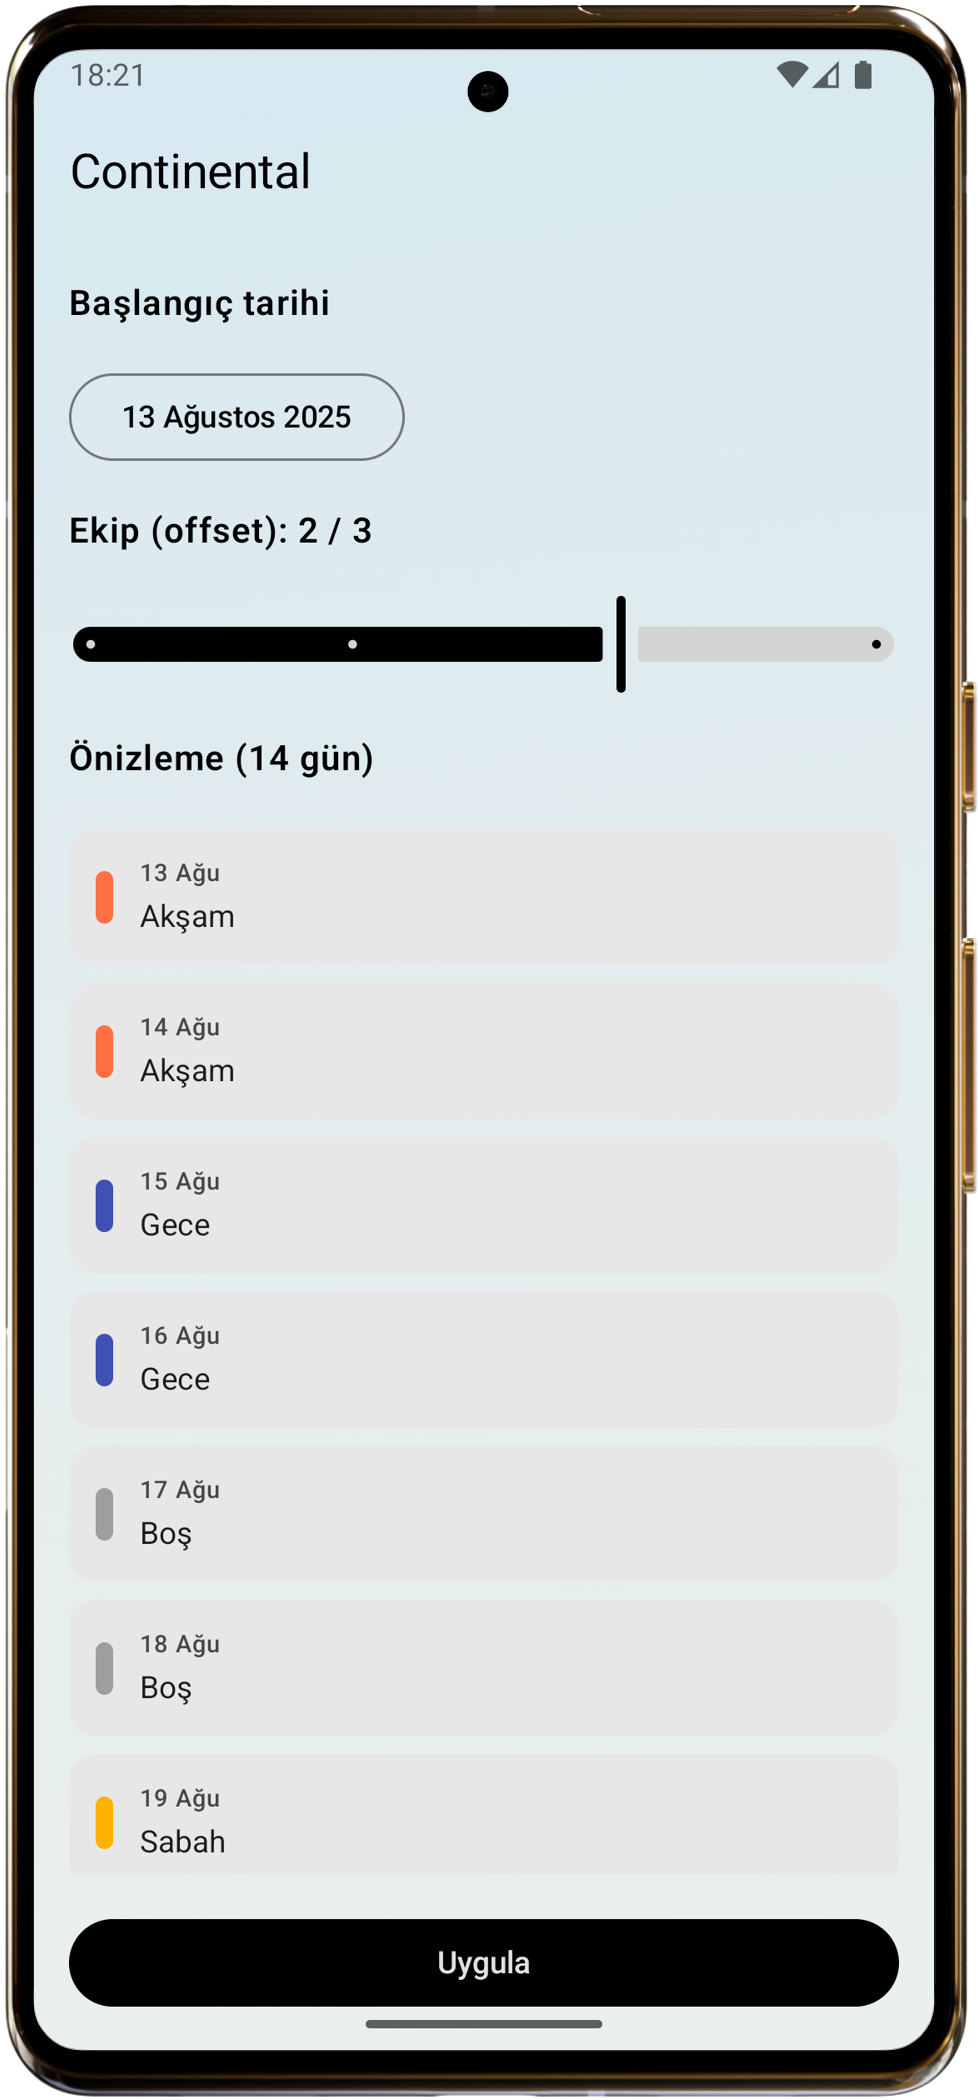 18:21
Continental
Başlangıç tarihi
13 Ağustos 2025
Ekip (offset): 2 / 3
Önizleme (14 gün)
13 Ağu
Akşam
14 Ağu
Akşam
15 Ağu
Gece
16 Ağu
Gece
17 Ağu
Boş
18 Ağu
Boş
19 Ağu
Sabah
Uygula